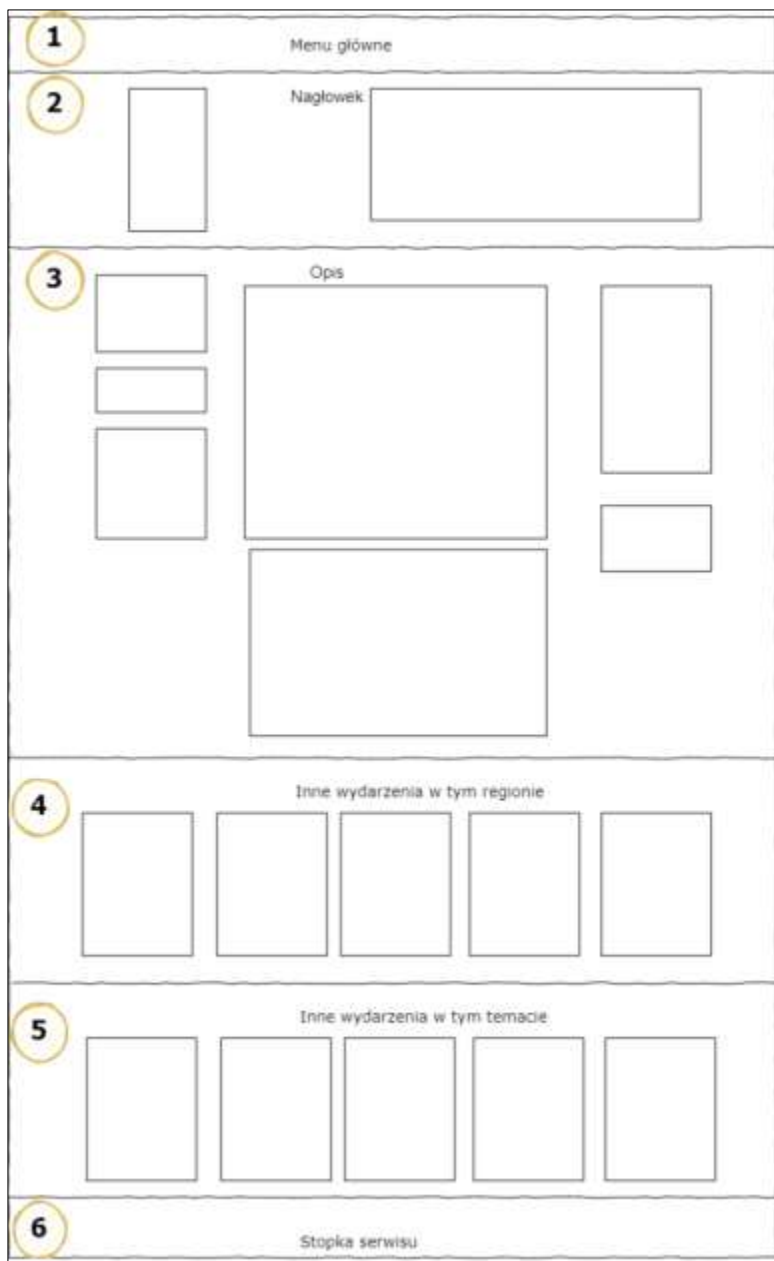 1
Menu główne
2
Nagłowek
3
Opis
4
Inne wydarzenia w tym regionie
5
Inne wydarzenia w tym temacie
6
Stopka serwisu